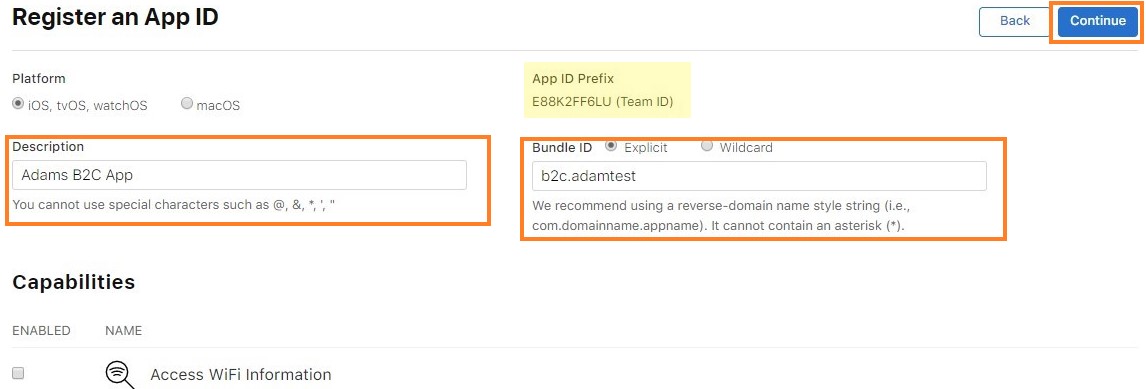 Register an App ID
Back
Continue
Platform
iOS, tvOS, watchOS
macOS
App ID Prefix
E88K2FF6LU (Team ID)
Description
Adams B2C App
You cannot use special characters such as @, &, *, ', "
Bundle ID
Explicit
Wildcard
b2c.adamtest
We recommend using a reverse-domain name style string (i.e.,
com.domainname.appname). It cannot contain an asterisk (*).
Capabilities
ENABLED
NAME
Access WiFi Information